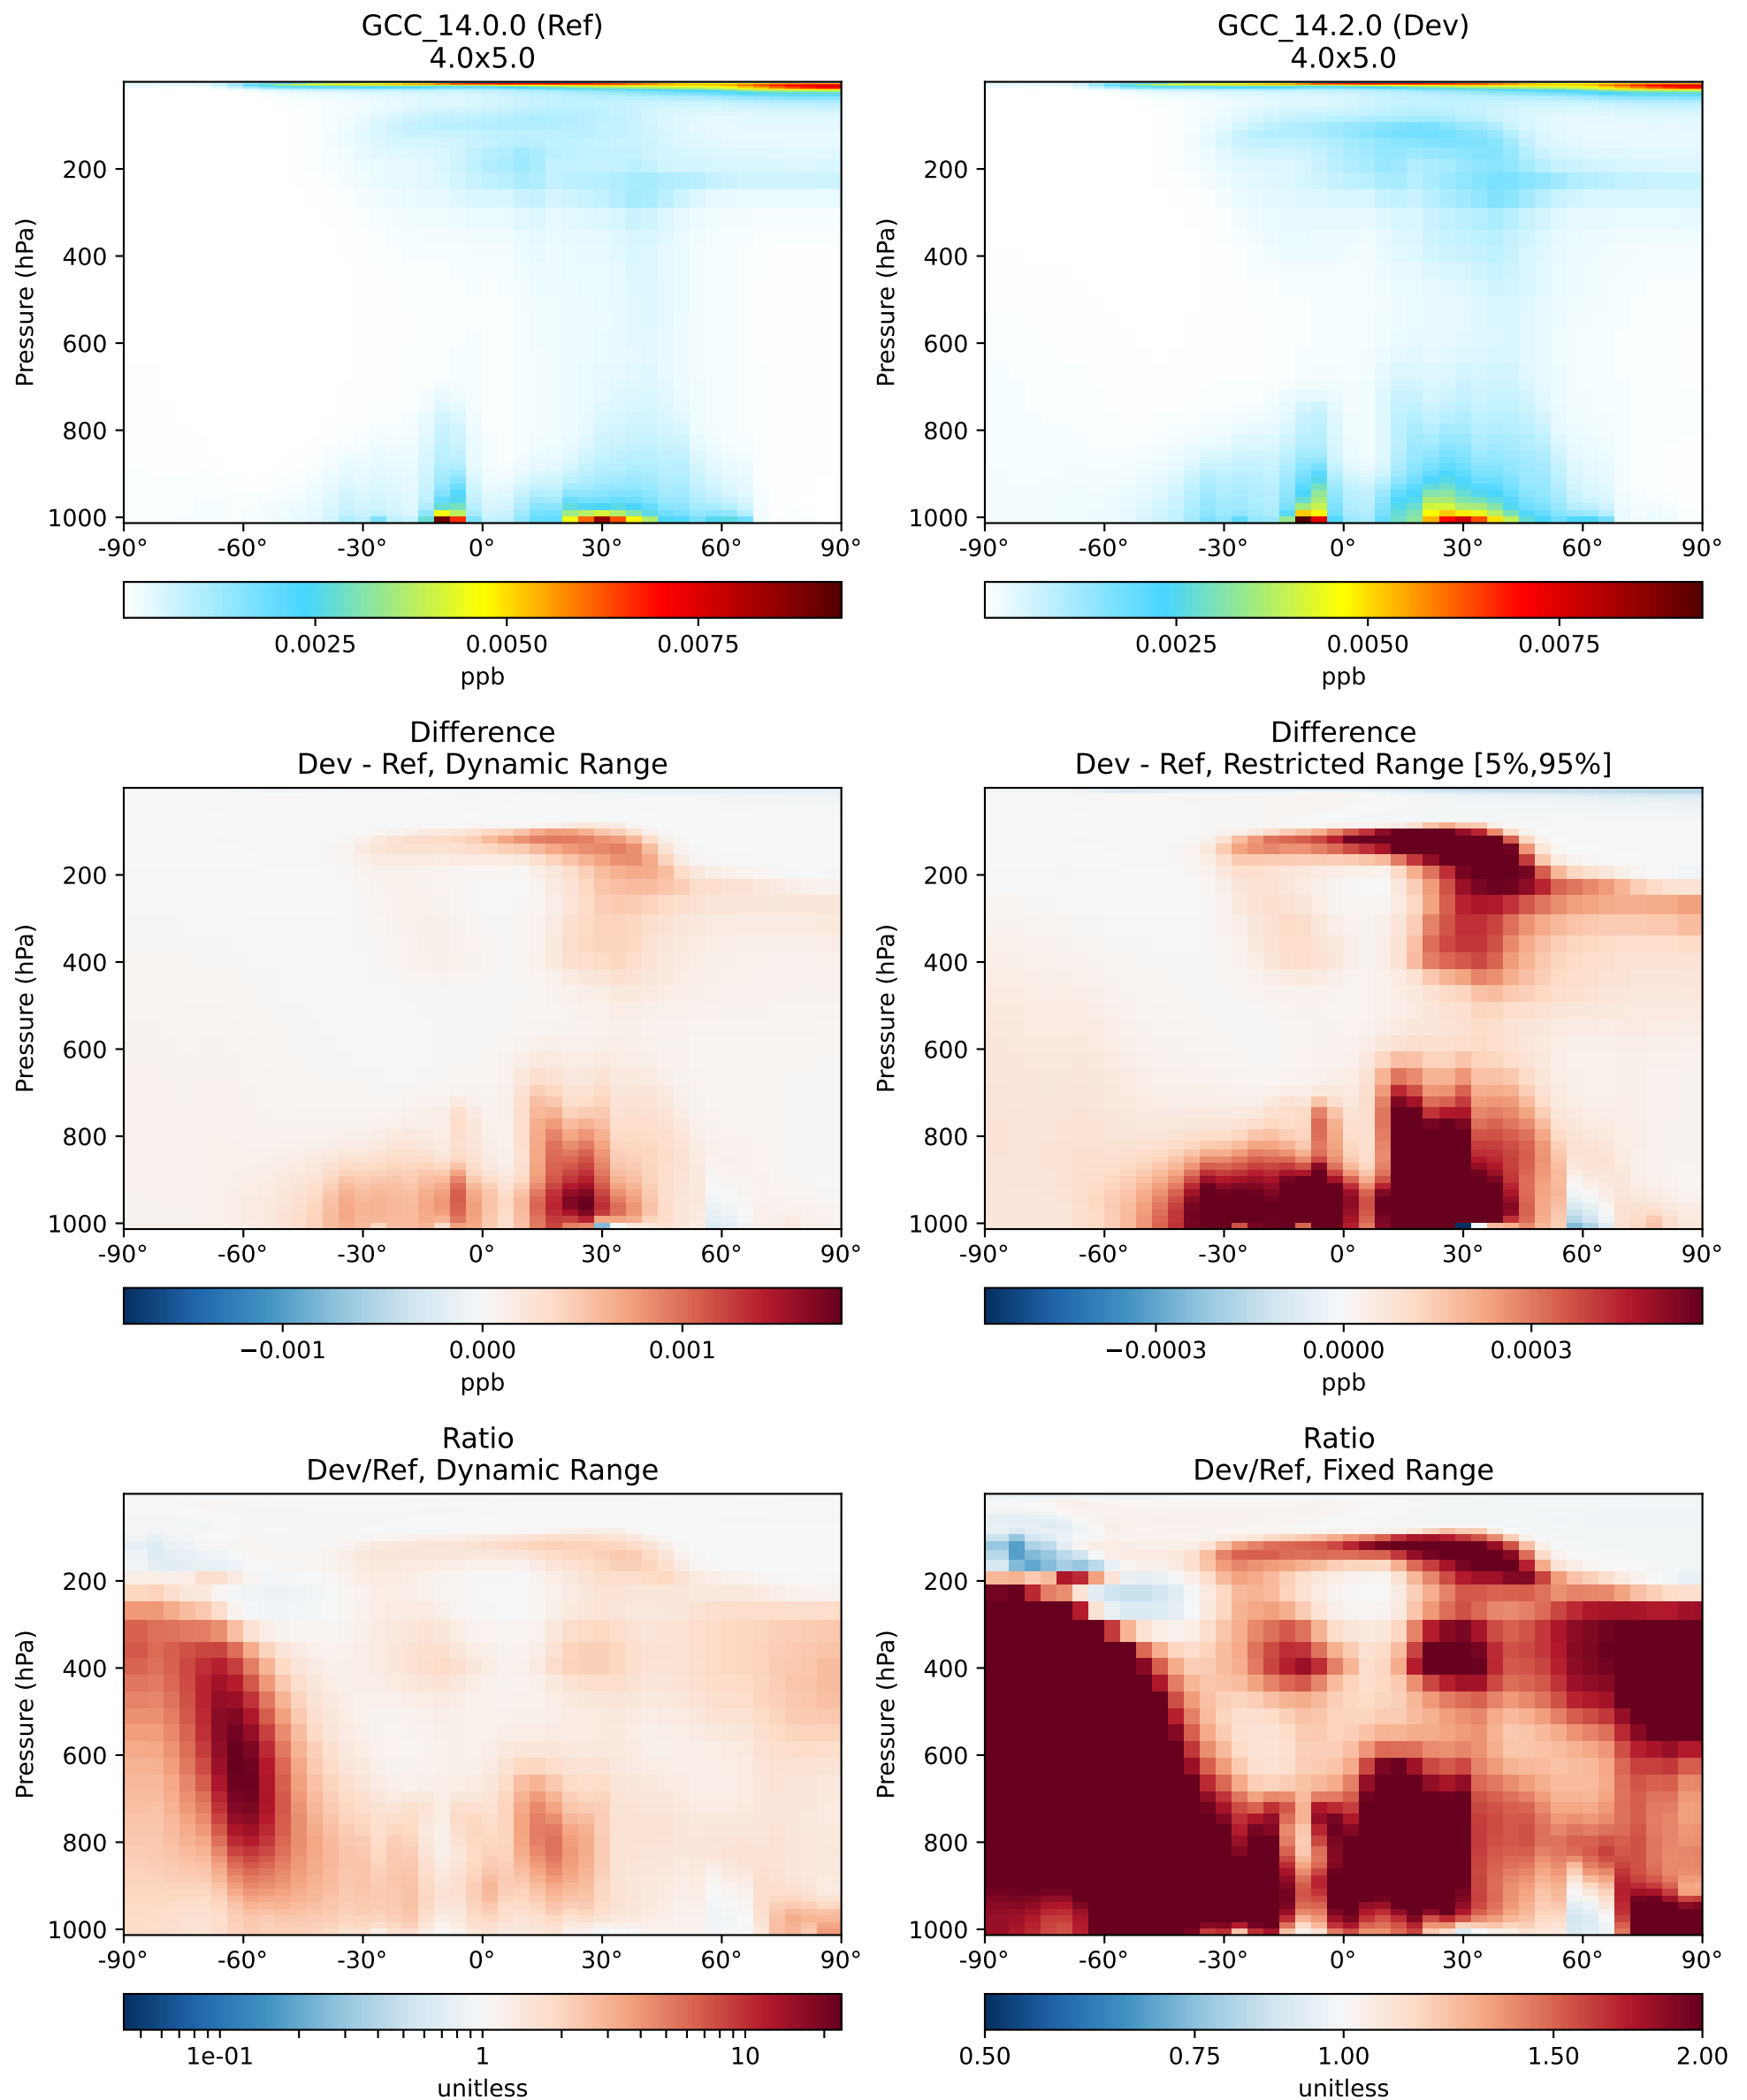 GCC_14.0.0 (Ref)
4.0x5.0
Pressure (hPa)
200
400
600
800
1000
-90° -60° -30° 0° 30° 60° 90°
0.0025 0.0050 0.0075
ppb
GCC_14.2.0 (Dev)
4.0x5.0
Pressure (hPa)
200
400
600
800
1000
-90° -60° -30° 0° 30° 60° 90°
0.0025 0.0050 0.0075
ppb
Difference
Dev - Ref, Dynamic Range
Pressure (hPa)
200
400
600
800
1000
-90° -60° -30° 0° 30° 60° 90°
−0.001 0.000 0.001
ppb
Difference
Dev - Ref, Restricted Range [5%,95%]
Pressure (hPa)
200
400
600
800
1000
-90° -60° -30° 0° 30° 60° 90°
−0.0003 0.0000 0.0003
ppb
Ratio
Dev/Ref, Dynamic Range
Pressure (hPa)
200
400
600
800
1000
-90° -60° -30° 0° 30° 60° 90°
1e-01 1 10
unitless
Ratio
Dev/Ref, Fixed Range
Pressure (hPa)
200
400
600
800
1000
-90° -60° -30° 0° 30° 60° 90°
0.50 0.75 1.00 1.50 2.00
unitless